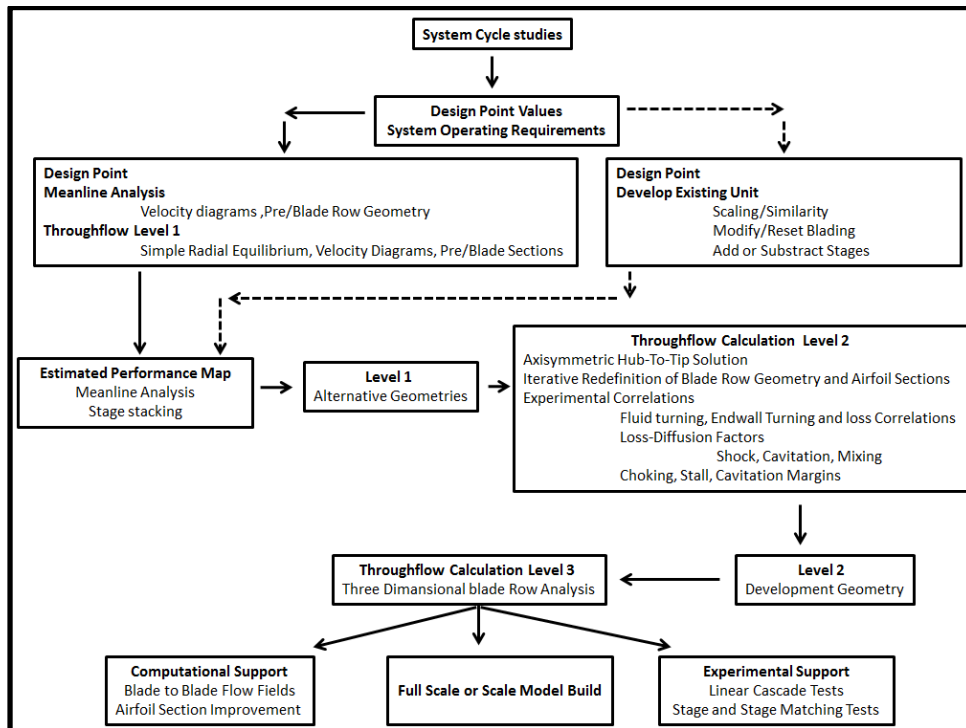 System Cycle studies
Design Point Values
System Operating Requirements
Design Point
Meanline Analysis
Velocity diagrams ,Pre/Blade Row Geometry
Throughflow Level 1
Simple Radial Equilibrium, Velocity Diagrams, Pre/Blade Sections
Design Point
Develop Existing Unit
Scaling/Similarity
Modify/Reset Blading
Add or Substract Stages
Estimated Performance Map
Meanline Analysis
Stage stacking
Level 1
Alternative Geometries
Throughflow Calculation Level 2
Axisymmetric Hub-To-Tip Solution
Iterative Redefinition of Blade Row Geometry and Airfoil Sections
Experimental Correlations
Fluid turning, Endwall Turning and loss Correlations
Loss-Diffusion Factors
Shock, Cavitation, Mixing
Choking, Stall, Cavitation Margins
Throughflow Calculation Level 3
Three Dimansional blade Row Analysis
Level 2
Development Geometry
Computational Support
Blade to Blade Flow Fields
Airfoil Section Improvement
Full Scale or Scale Model Build
Experimental Support
Linear Cascade Tests
Stage and Stage Matching Tests